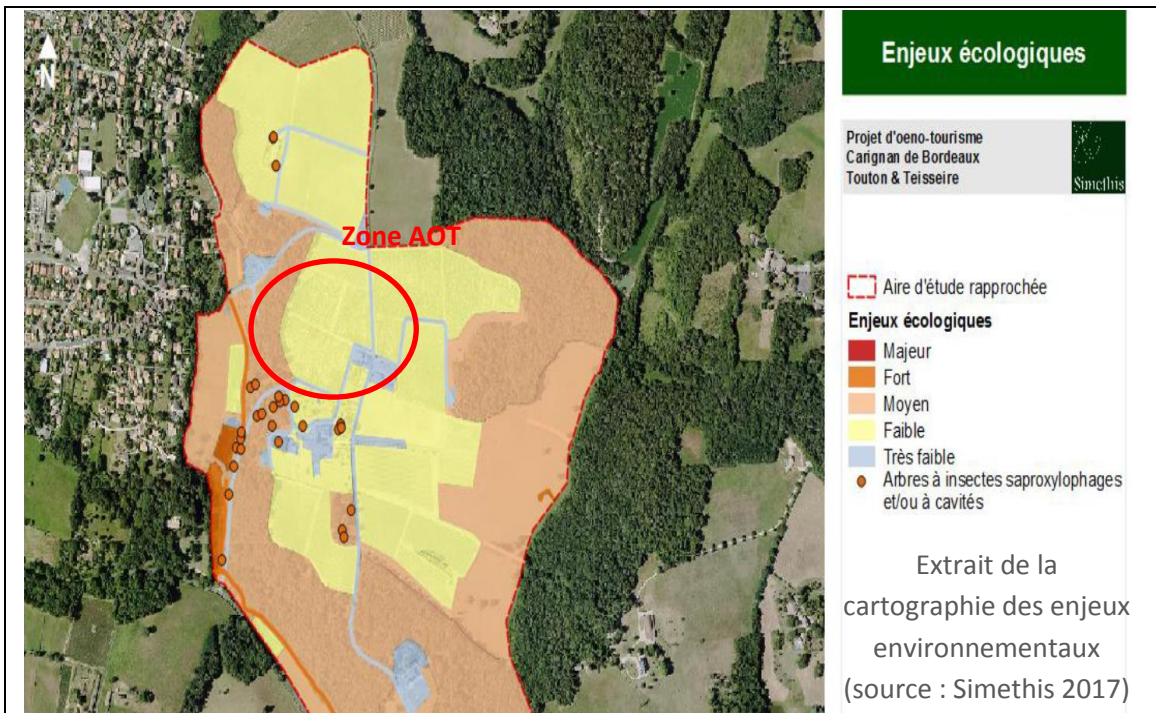 N
Zone AOT
Enjeux écologiques
Projet d'oeno-tourisme
Carignan de Bordeaux
Touton & Teisseire
Simethis
Aire d'étude rapprochée
Enjeux écologiques
Majeur
Fort
Moyen
Faible
Très faible
Arbres à insectes saproxylophages
et/ou à cavités
Extrait de la
cartographie des enjeux
environnementaux
(source : Simethis 2017)